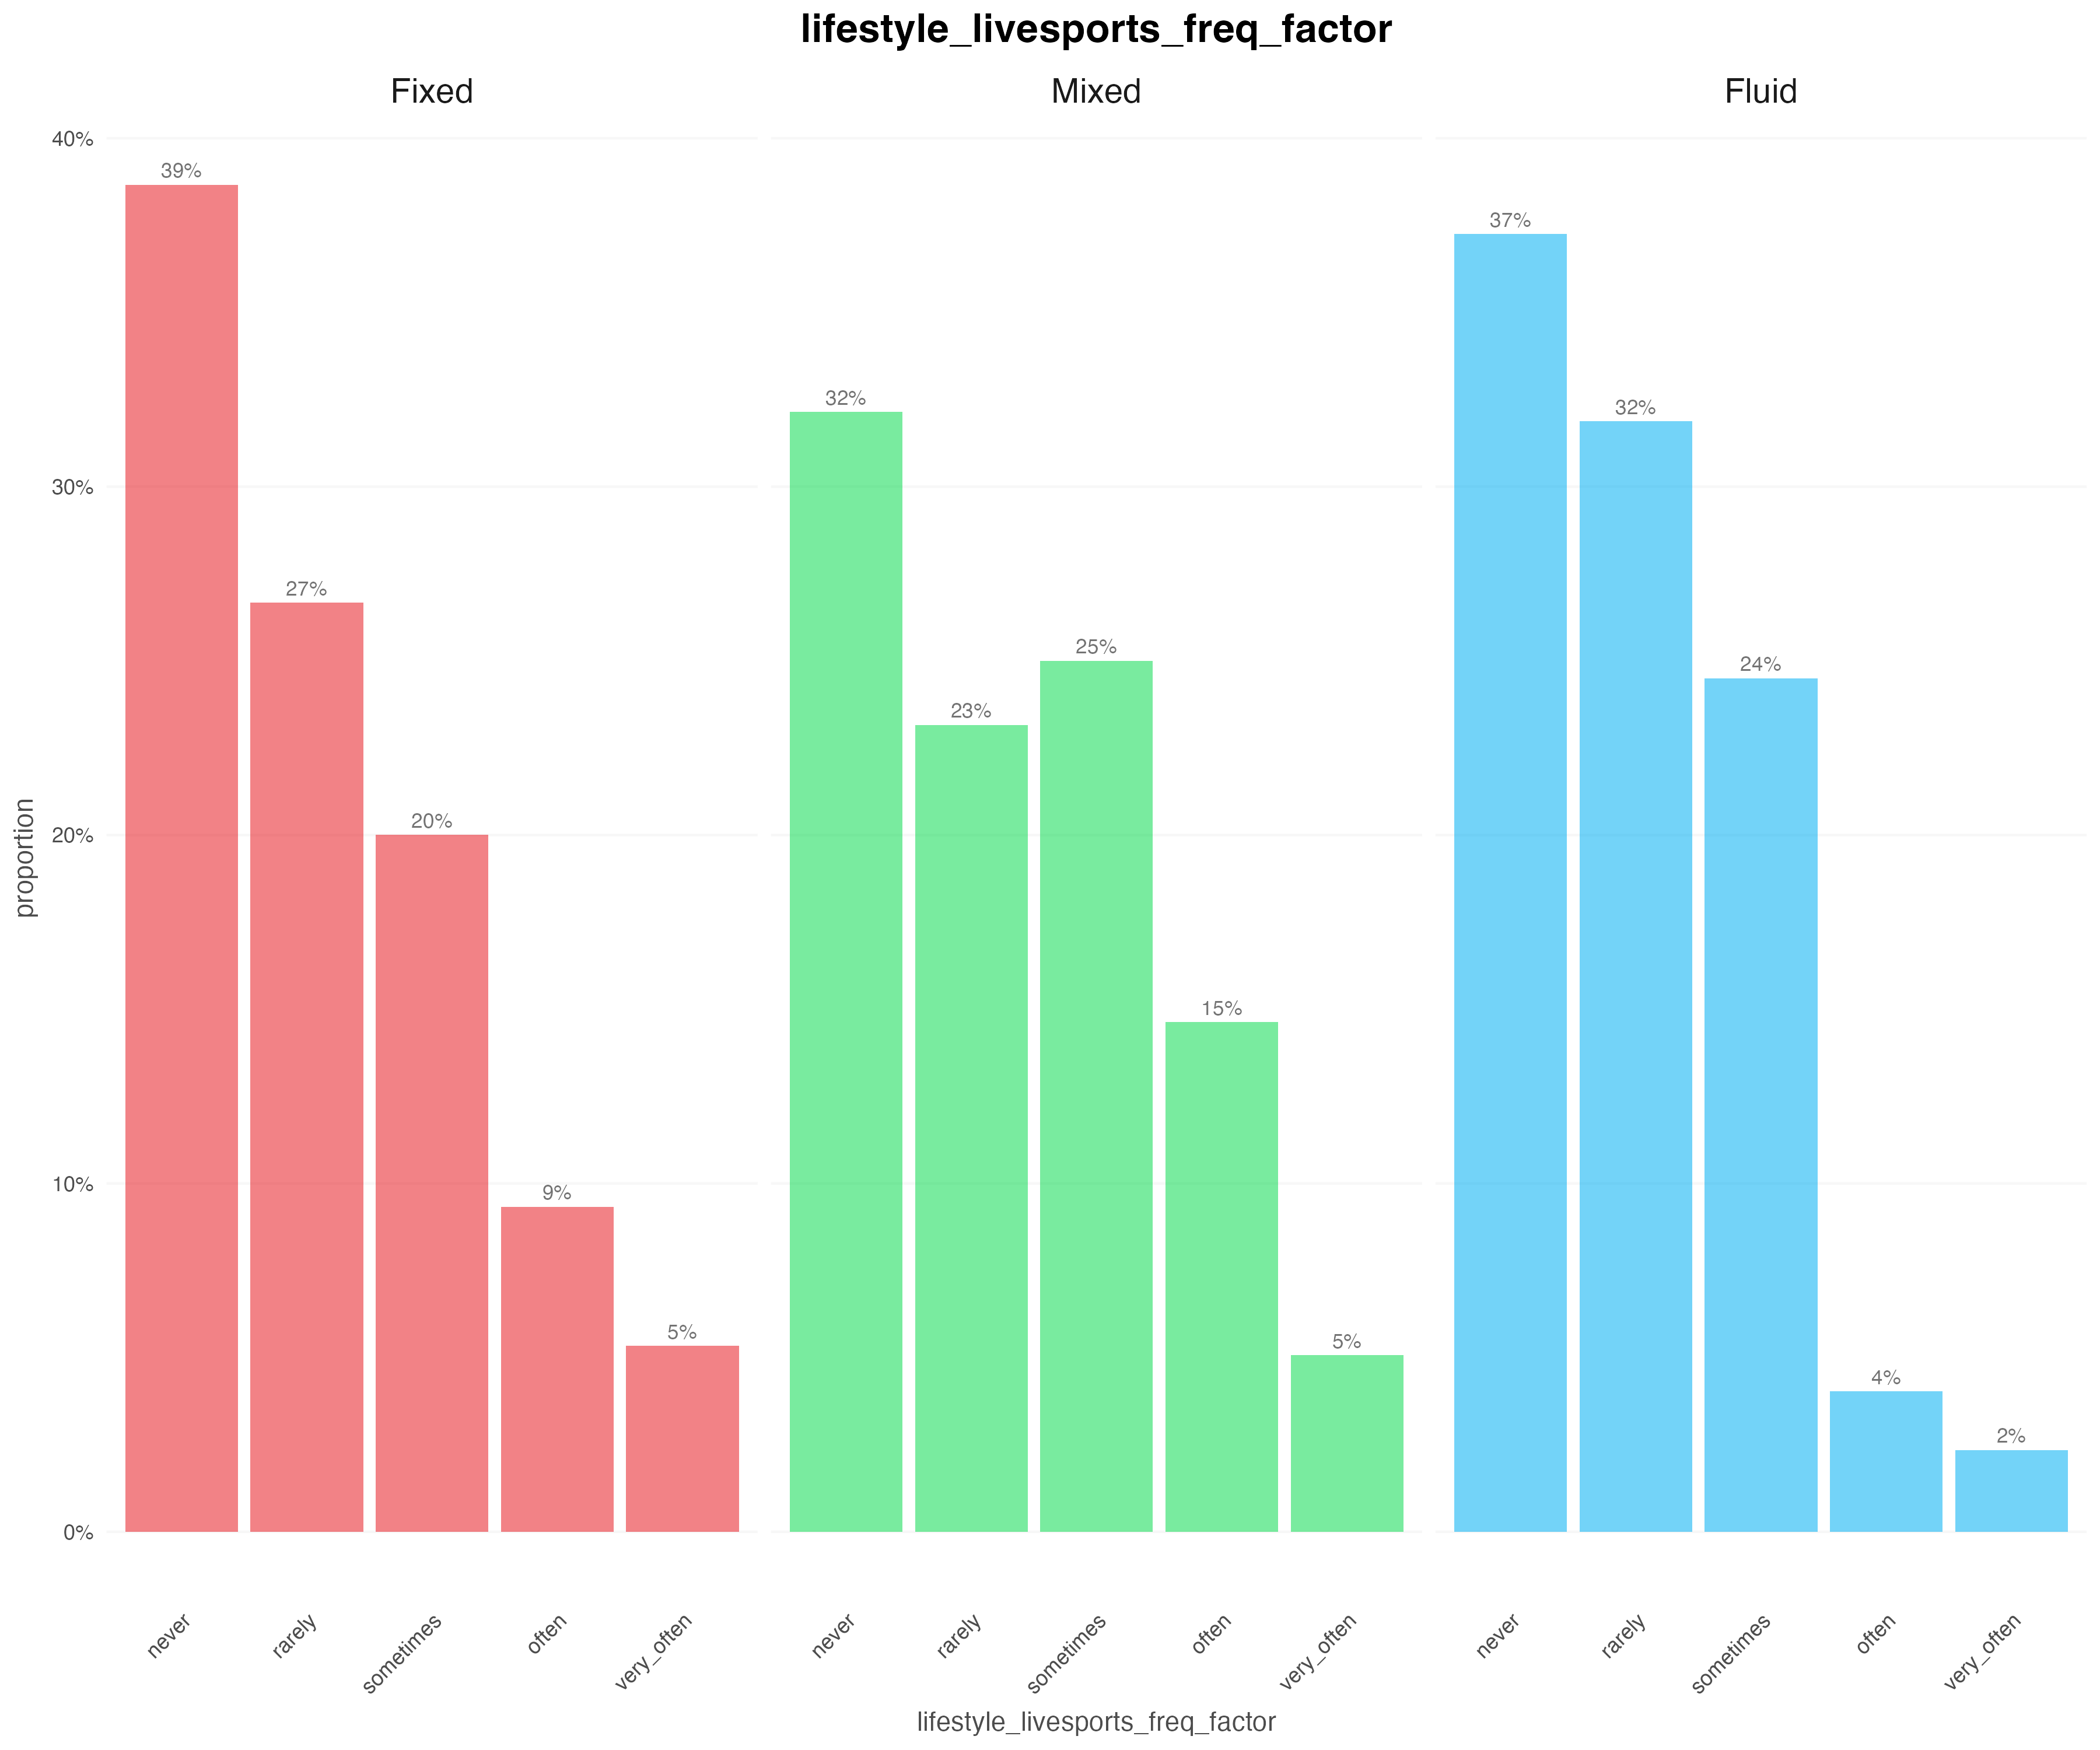 lifestyle_livesports_freq_factor
Fixed
Mixed
Fluid
proportion
40%
30%
20%
10%
0%
39%
27%
20%
9%
5%
32%
23%
25%
15%
5%
37%
32%
24%
4%
2%
never
rarely
sometimes
often
very_often
never
rarely
sometimes
often
very_often
never
rarely
sometimes
often
very_often
lifestyle_livesports_freq_factor